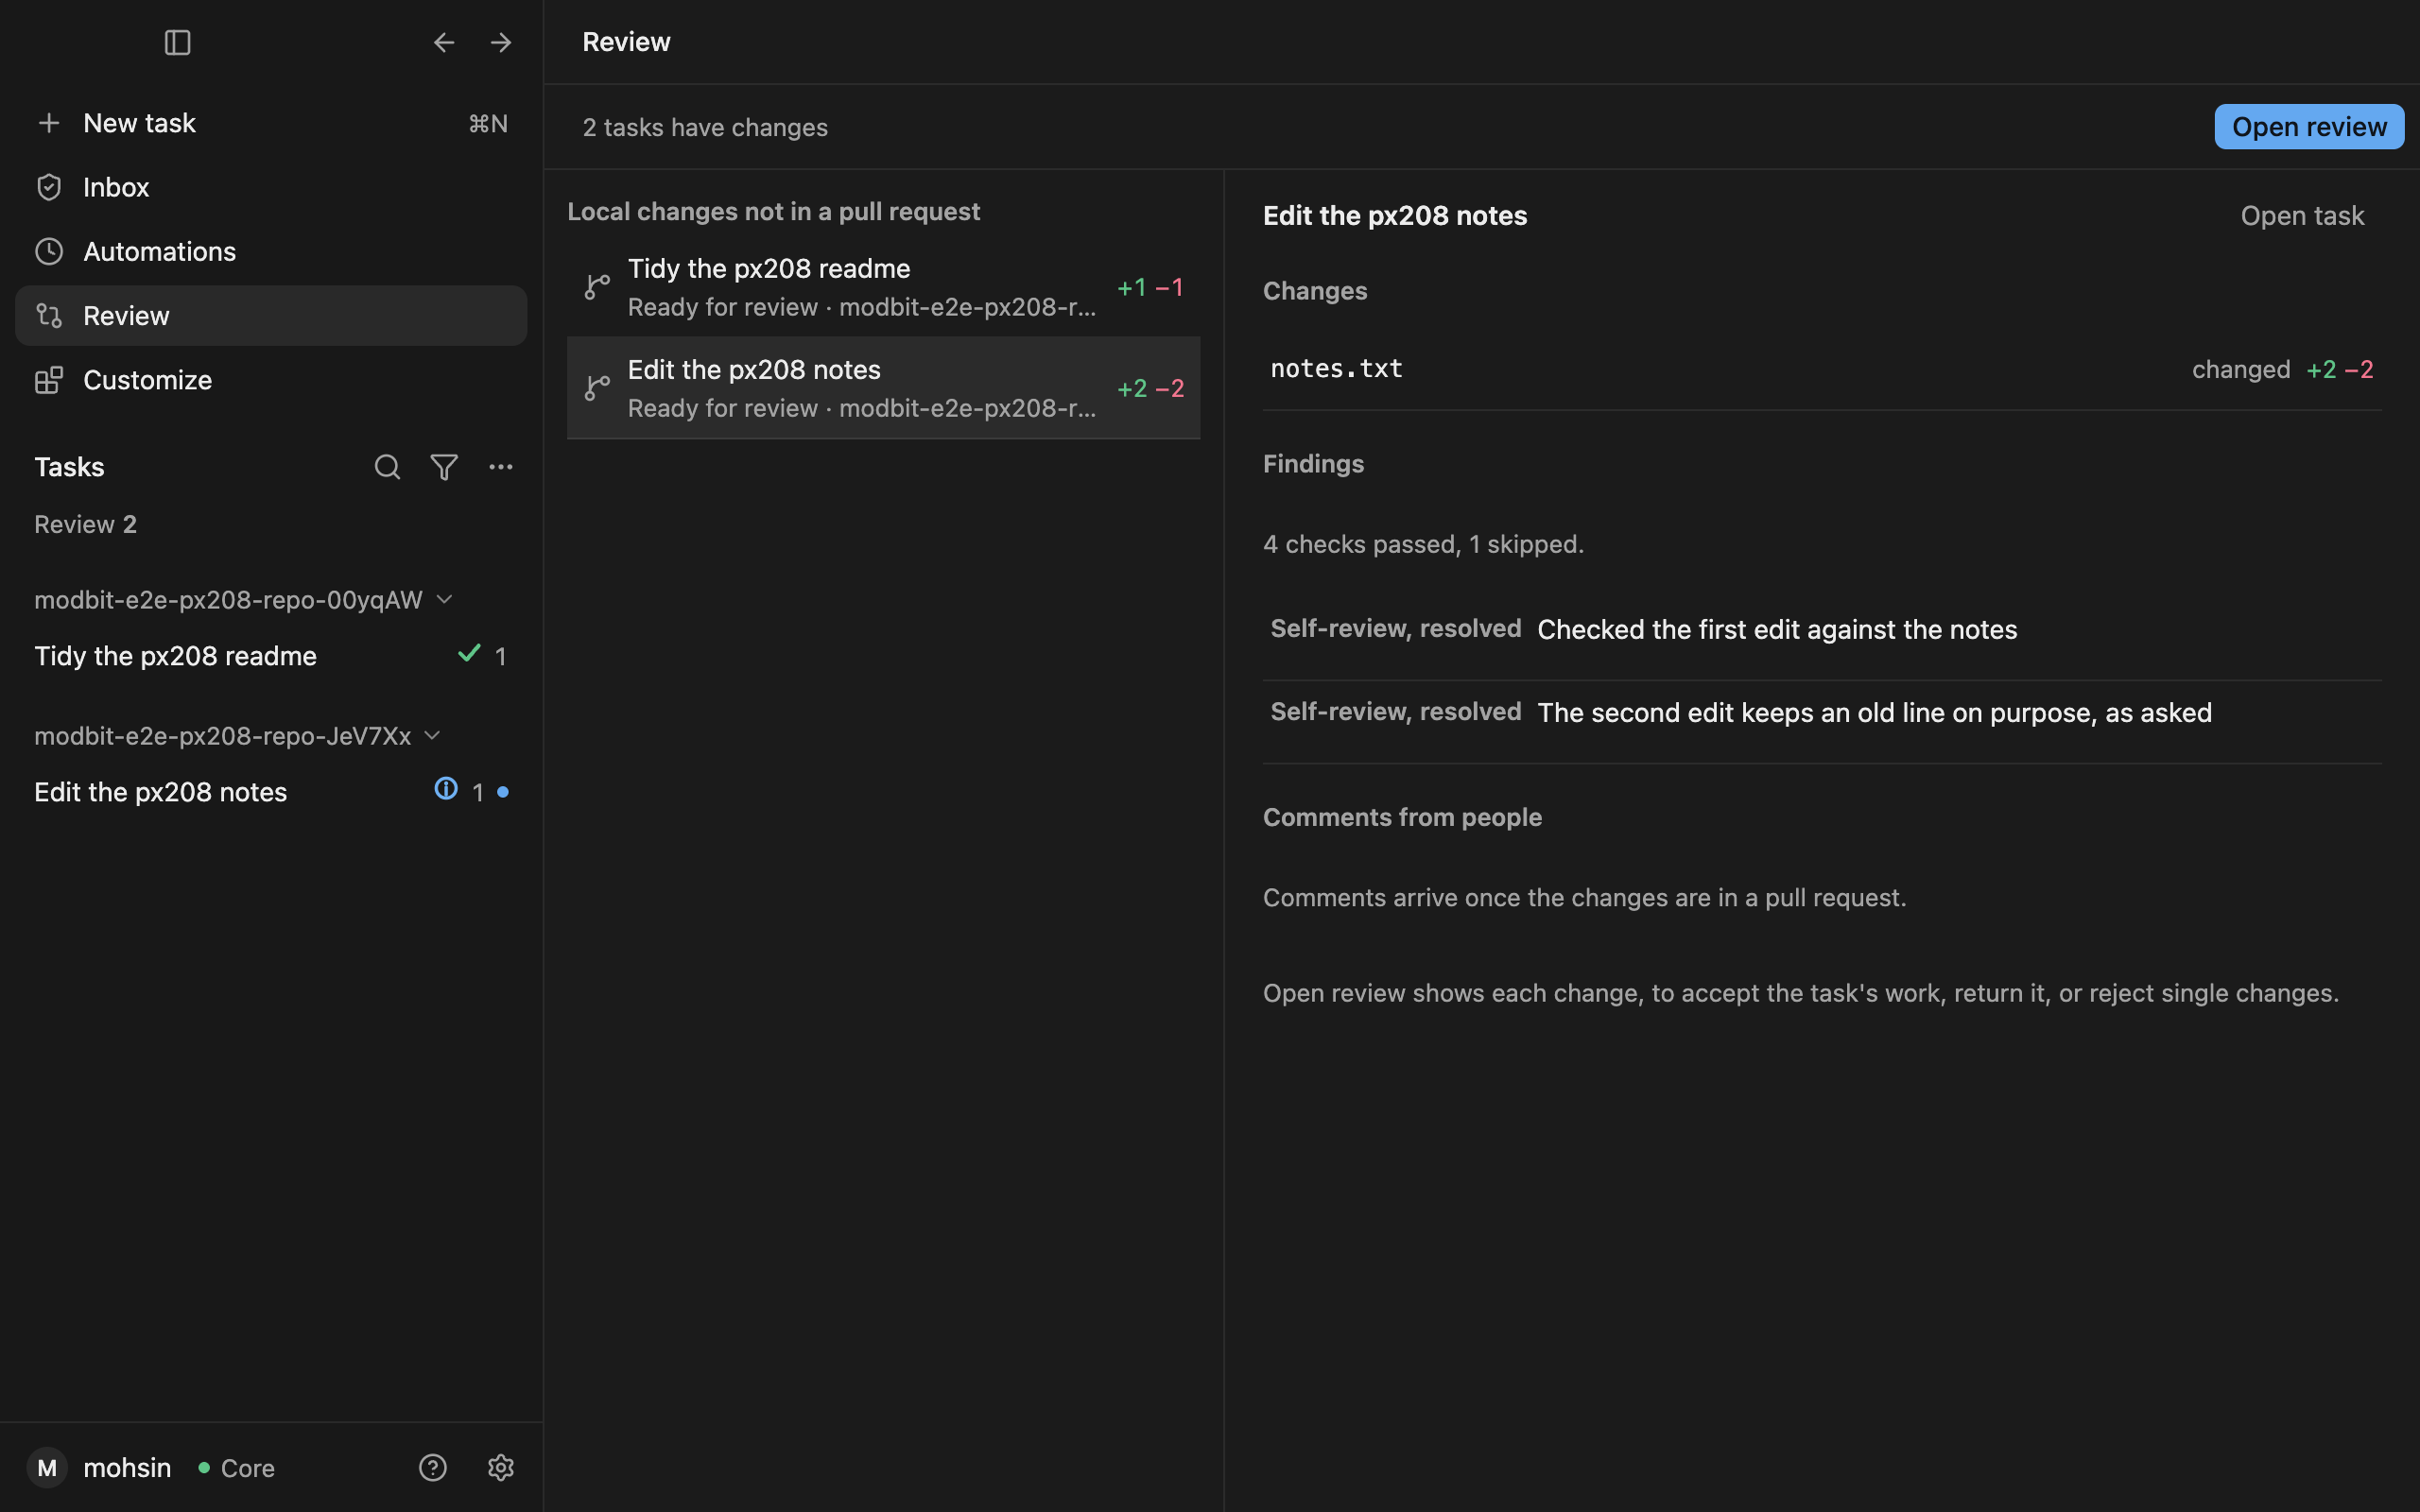 Review
New task ⌘N
Inbox
Automations
Review
Customize
Tasks
Review 2
modbit-e2e-px208-repo-00yqAW
Tidy the px208 readme 1
modbit-e2e-px208-repo-JeV7Xx
Edit the px208 notes 1
M mohsin Core
2 tasks have changes Open review
Local changes not in a pull request
Tidy the px208 readme
Ready for review · modbit-e2e-px208-r... +1 −1
Edit the px208 notes
Ready for review · modbit-e2e-px208-r... +2 −2
Edit the px208 notes Open task
Changes
notes.txt changed +2 −2
Findings
4 checks passed, 1 skipped.
Self-review, resolved Checked the first edit against the notes
Self-review, resolved The second edit keeps an old line on purpose, as asked
Comments from people
Comments arrive once the changes are in a pull request.
Open review shows each change, to accept the task's work, return it, or reject single changes.